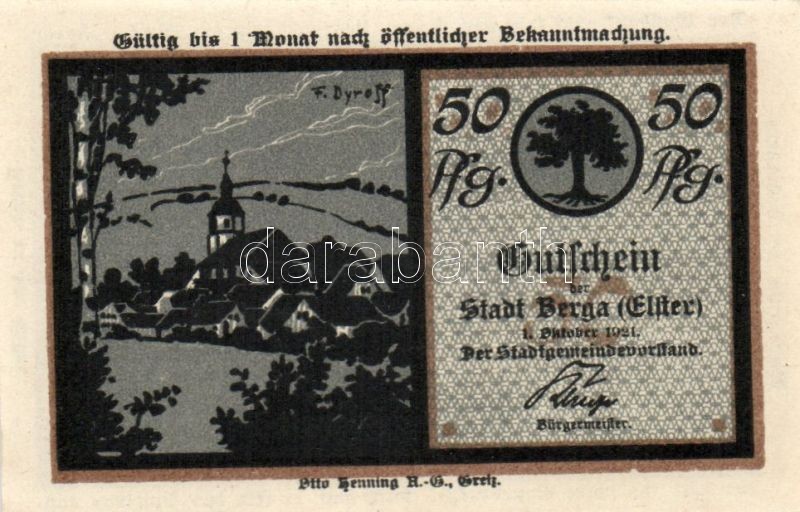 Gültig bis 1 Monat nach öffentlicher Bekanntmachung.
F. Dyroff
50 50
Pfg. Pfg.
Gutschein
der
Stadt Berga (Elster)
1. Oktober 1921.
Der Stadtgemeindevorstand.
Bürgermeister.
Otto Henning A.-G., Greiz.
darabanth